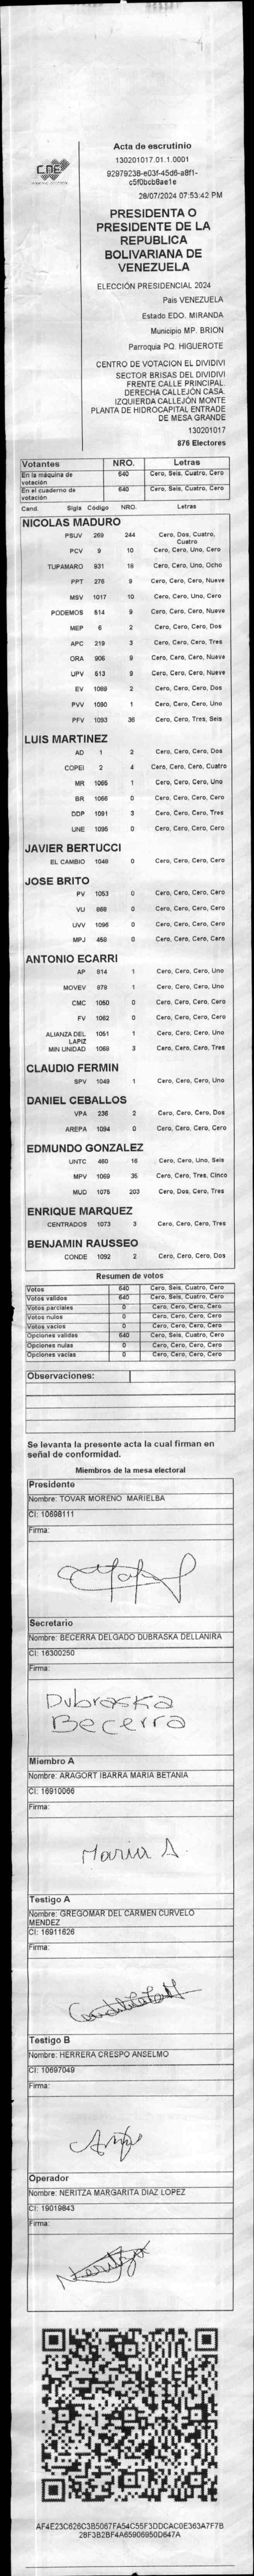 CNE
Acta de escrutinio
130201017.01.1.0001
92979238-e03f-45d6-a8f1-
c5f0bcb8ae1e
28/07/2024 07:53:42 PM
PRESIDENTA O
PRESIDENTE DE LA
REPUBLICA
BOLIVARIANA DE
VENEZUELA
ELECCIÓN PRESIDENCIAL 2024
Pais VENEZUELA
Estado EDO. MIRANDA
Municipio MP. BRION
Parroquia PQ. HIGUEROTE
CENTRO DE VOTACION EL DIVIDIVI
SECTOR BRISAS DEL DIVIDIVI
FRENTE CALLE PRINCIPAL.
DERECHA CALLEJÓN CASA.
IZQUIERDA CALLEJÓN MONTE
PLANTA DE HIDROCAPITAL ENTRADE
DE MESA GRANDE
130201017
876 Electores
Votantes NRO. Letras
En la máquina de votación 640 Cero, Seis, Cuatro, Cero
En el cuaderno de votación 640 Cero, Seis, Cuatro, Cero
Cand. Sigla Código NRO. Letras
NICOLAS MADURO
PSUV 269 244 Cero, Dos, Cuatro, Cuatro
PCV 9 10 Cero, Cero, Uno, Cero
TUPAMARO 931 18 Cero, Cero, Uno, Ocho
PPT 276 9 Cero, Cero, Cero, Nueve
MSV 1017 10 Cero, Cero, Uno, Cero
PODEMOS 514 9 Cero, Cero, Cero, Nueve
MEP 6 2 Cero, Cero, Cero, Dos
APC 219 3 Cero, Cero, Cero, Tres
ORA 906 9 Cero, Cero, Cero, Nueve
UPV 513 9 Cero, Cero, Cero, Nueve
EV 1089 2 Cero, Cero, Cero, Dos
PVV 1090 1 Cero, Cero, Cero, Uno
PFV 1093 36 Cero, Cero, Tres, Seis
LUIS MARTINEZ
AD 1 2 Cero, Cero, Cero, Dos
COPEI 2 4 Cero, Cero, Cero, Cuatro
MR 1065 1 Cero, Cero, Cero, Uno
BR 1066 0 Cero, Cero, Cero, Cero
DDP 1091 3 Cero, Cero, Cero, Tres
UNE 1095 0 Cero, Cero, Cero, Cero
JAVIER BERTUCCI
EL CAMBIO 1048 0 Cero, Cero, Cero, Cero
JOSE BRITO
PV 1053 0 Cero, Cero, Cero, Cero
VU 868 0 Cero, Cero, Cero, Cero
UVV 1096 0 Cero, Cero, Cero, Cero
MPJ 458 0 Cero, Cero, Cero, Cero
ANTONIO ECARRI
AP 914 1 Cero, Cero, Cero, Uno
MOVEV 978 1 Cero, Cero, Cero, Uno
CMC 1050 0 Cero, Cero, Cero, Cero
FV 1062 0 Cero, Cero, Cero, Cero
ALIANZA DEL LAPIZ 1051 1 Cero, Cero, Cero, Uno
MIN UNIDAD 1068 3 Cero, Cero, Cero, Tres
CLAUDIO FERMIN
SPV 1049 1 Cero, Cero, Cero, Uno
DANIEL CEBALLOS
VPA 236 2 Cero, Cero, Cero, Dos
AREPA 1094 0 Cero, Cero, Cero, Cero
EDMUNDO GONZALEZ
UNTC 460 16 Cero, Cero, Uno, Seis
MPV 1069 35 Cero, Cero, Tres, Cinco
MUD 1075 203 Cero, Dos, Cero, Tres
ENRIQUE MARQUEZ
CENTRADOS 1073 3 Cero, Cero, Cero, Tres
BENJAMIN RAUSSEO
CONDE 1092 2 Cero, Cero, Cero, Dos
Resumen de votos
Votos 640 Cero, Seis, Cuatro, Cero
Votos validos 640 Cero, Seis, Cuatro, Cero
Votos parciales 0 Cero, Cero, Cero, Cero
Votos nulos 0 Cero, Cero, Cero, Cero
Votos vacios 0 Cero, Cero, Cero, Cero
Opciones validas 640 Cero, Seis, Cuatro, Cero
Opciones nulas 0 Cero, Cero, Cero, Cero
Opciones vacias 0 Cero, Cero, Cero, Cero
Observaciones:
Se levanta la presente acta la cual firman en
señal de conformidad.
Miembros de la mesa electoral
Presidente
Nombre: TOVAR MORENO MARIELBA
CI: 10698111
Firma:
Secretario
Nombre: BECERRA DELGADO DUBRASKA DELLANIRA
CI: 16300250
Firma:
Dubraska
Becerra
Miembro A
Nombre: ARAGORT IBARRA MARIA BETANIA
CI: 16910066
Firma:
Maria A.
Testigo A
Nombre: GREGOMAR DEL CARMEN CURVELO
MENDEZ
CI: 16911626
Firma:
Testigo B
Nombre: HERRERA CRESPO ANSELMO
CI: 10697049
Firma:
Operador
Nombre: NERITZA MARGARITA DIAZ LOPEZ
CI: 19019843
Firma:
AF4E23C626C3B5067FA54C55F3DDCAC0E363A7F7B
28F3B2BF4A65906950D647A